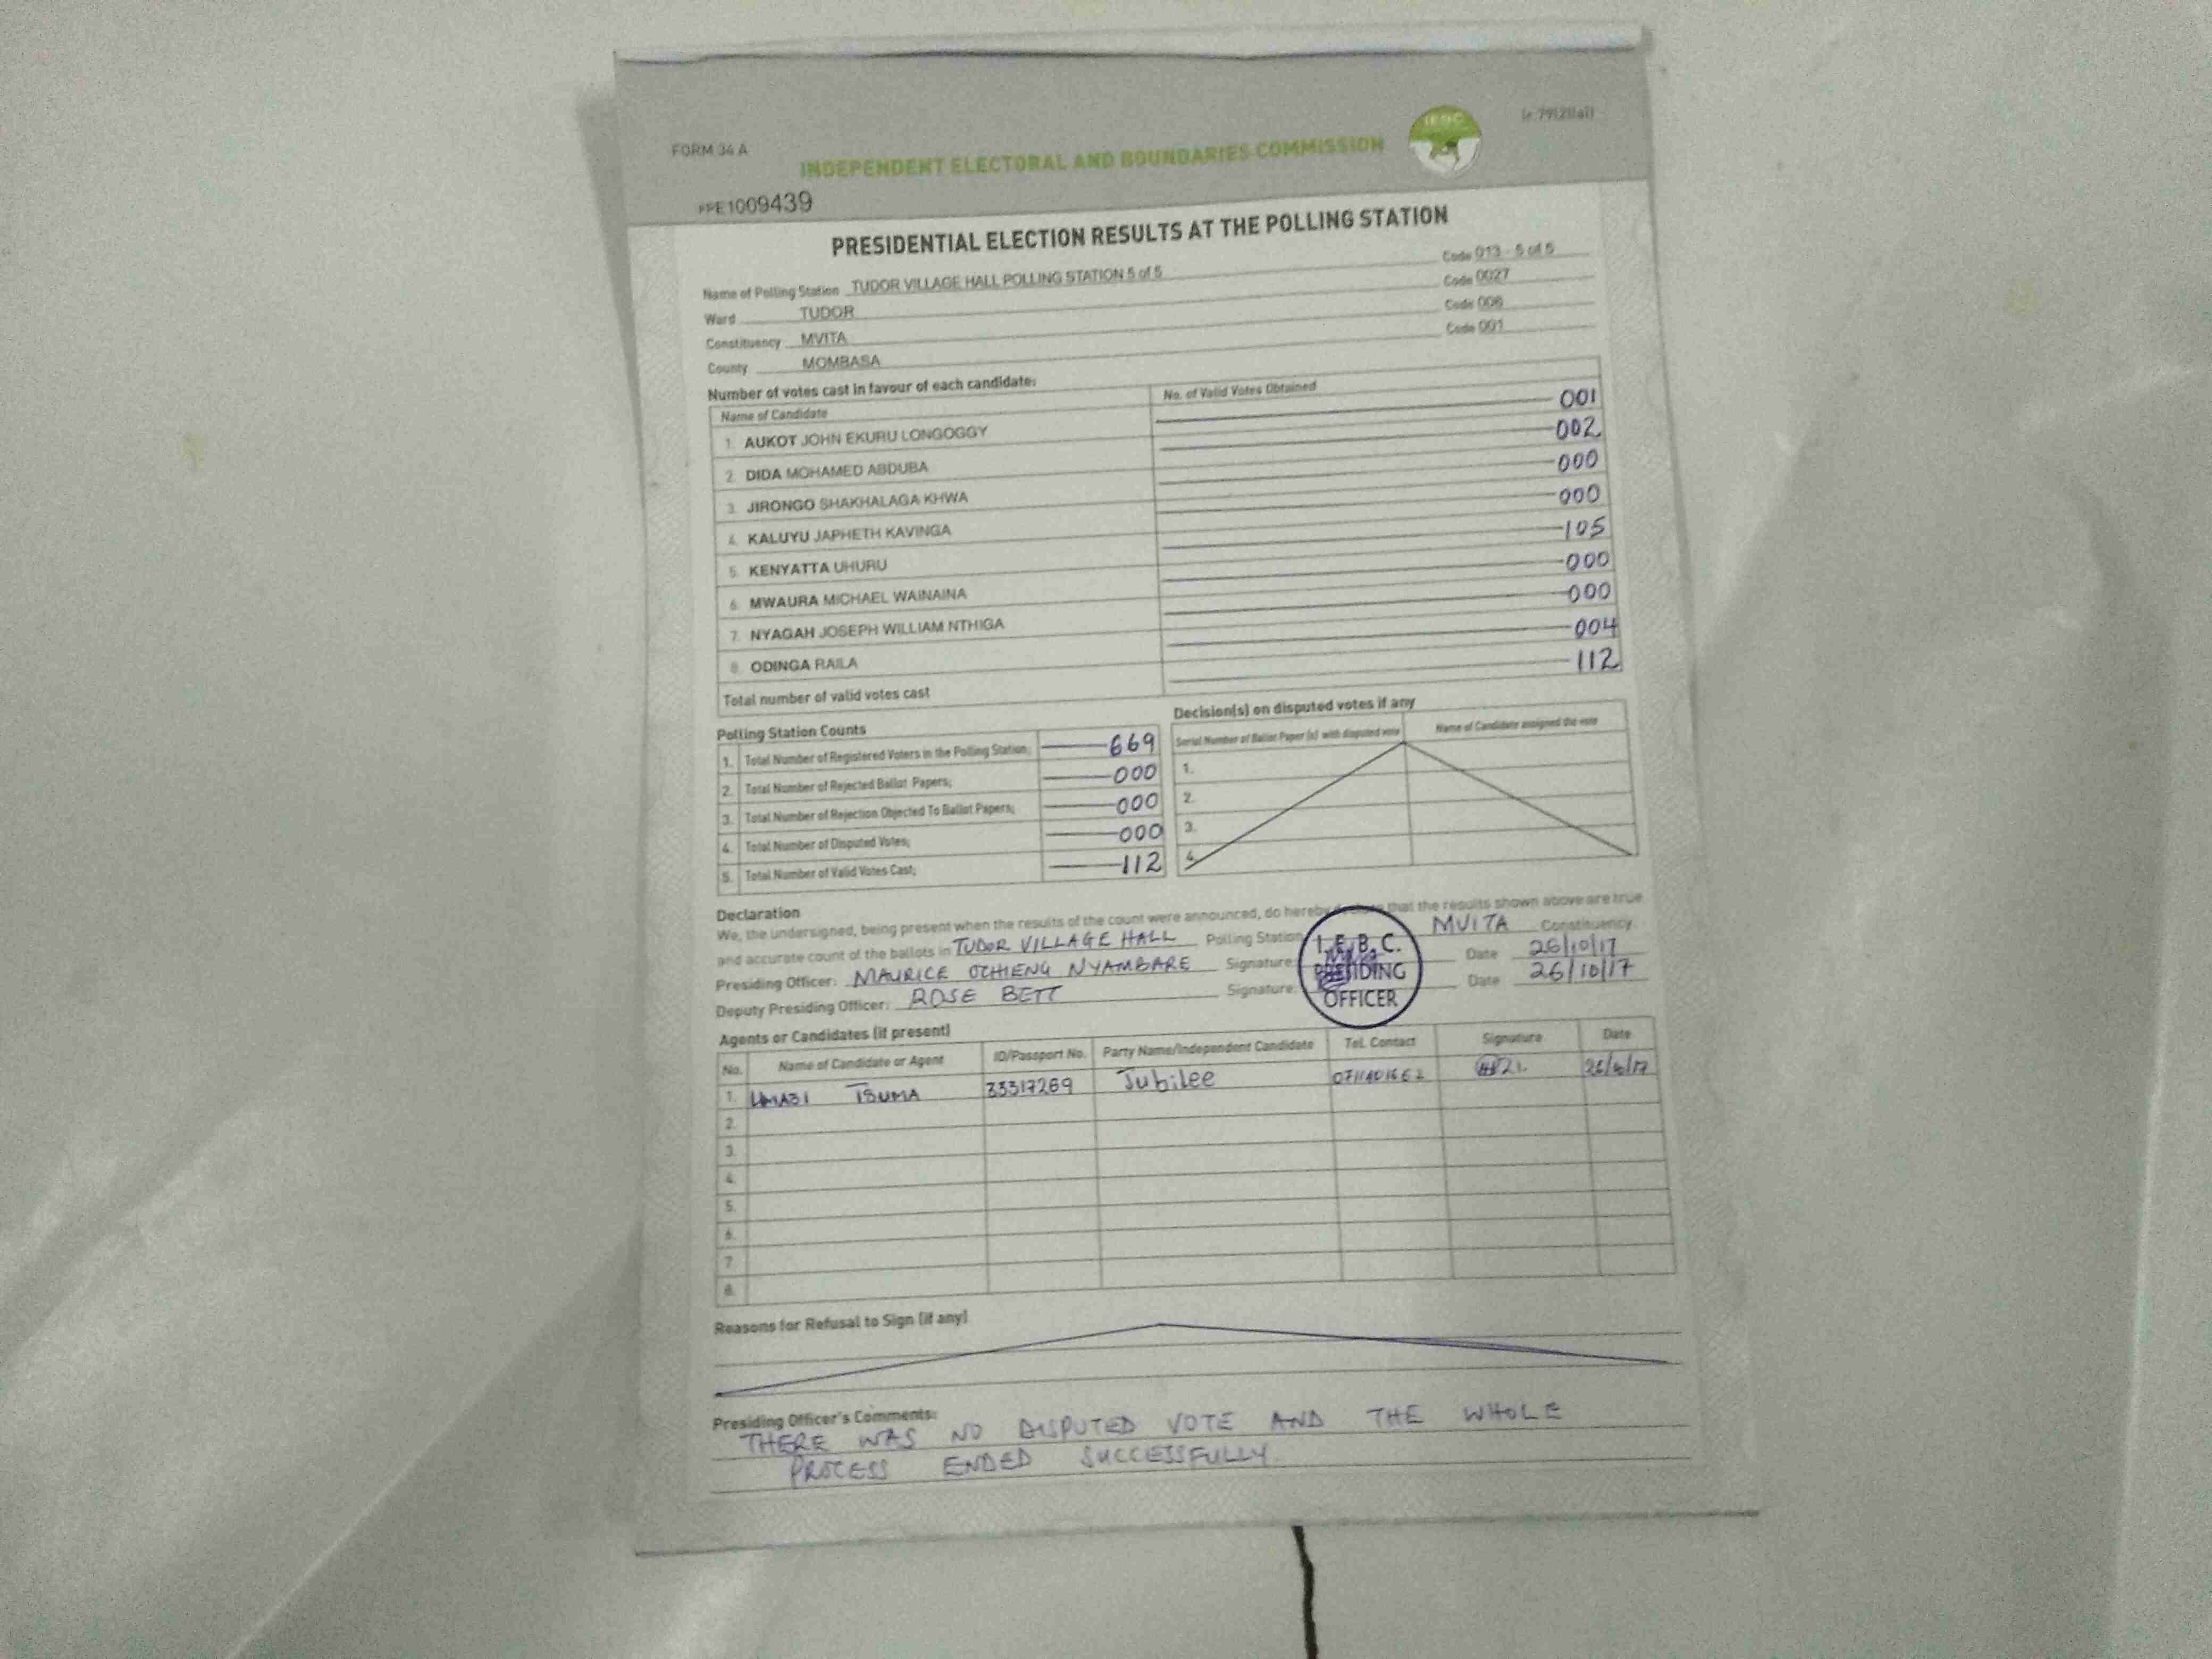 FORM 34 A
INDEPENDENT ELECTORAL AND BOUNDARIES COMMISSION
IEBC
PPE1009439
PRESIDENTIAL ELECTION RESULTS AT THE POLLING STATION
Name of Polling Station TUDOR VILLAGE HALL POLLING STATION 5 of 5 Code 013 - 5 of 5
Ward TUDOR Code 0027
Constituency MVITA Code 006
County MOMBASA Code 001
Number of votes cast in favour of each candidate:
Name of Candidate No. of Valid Votes Obtained
1. AUKOT JOHN EKURU LONGOGGY 001
2. DIDA MOHAMED ABDUBA 002
3. JIRONGO SHAKHALAGA KHWA 000
4. KALUYU JAPHETH KAVINGA 000
5. KENYATTA UHURU 105
6. MWAURA MICHAEL WAINAINA 000
7. NYAGAH JOSEPH WILLIAM NTHIGA 000
8. ODINGA RAILA 004
Total number of valid votes cast 112
Polling Station Counts
1. Total Number of Registered Voters in the Polling Station; 669
2. Total Number of Rejected Ballot Papers; 000
3. Total Number of Rejection Objected To Ballot Papers; 000
4. Total Number of Disputed Votes; 000
5. Total Number of Valid Votes Cast; 112
Decision(s) on disputed votes if any
Serial Number of Ballot Paper (s) with disputed vote Name of Candidate assigned the vote
1.
2.
3.
4.
Declaration
We, the undersigned, being present when the results of the count were announced, do hereby that the results shown above are true
and accurate count of the ballots in TUDOR VILLAGE HALL Polling Station MVITA Constituency.
Presiding Officer: MAURICE OCHIENG NYAMBARE Signature: Date 26/10/17
Deputy Presiding Officer: ROSE BETT Signature: Date 26/10/17
I.E.B.C.
PRESIDING
OFFICER
Agents or Candidates (if present)
No. Name of Candidate or Agent ID/Passport No. Party Name/Independent Candidate Tel. Contact Signature Date
1. TSUMA 33317269 Jubilee
2.
3.
4.
5.
6.
7.
8.
Reasons for Refusal to Sign (if any)
Presiding Officer's Comments:
THERE WAS NO DISPUTED VOTE AND THE WHOLE
PROCESS ENDED SUCCESSFULLY